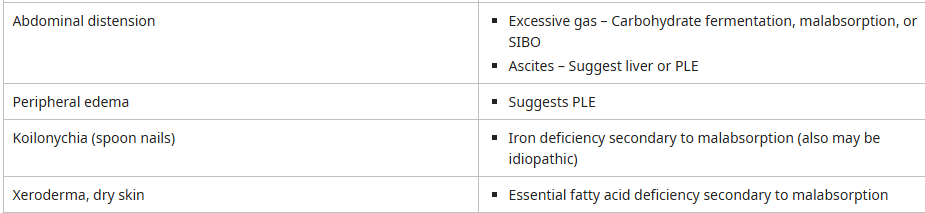 Abdominal distension
▪ Excessive gas – Carbohydrate fermentation, malabsorption, or
SIBO
▪ Ascites – Suggest liver or PLE
Peripheral edema
▪ Suggests PLE
Koilonychia (spoon nails)
▪ Iron deficiency secondary to malabsorption (also may be
idiopathic)
Xeroderma, dry skin
▪ Essential fatty acid deficiency secondary to malabsorption